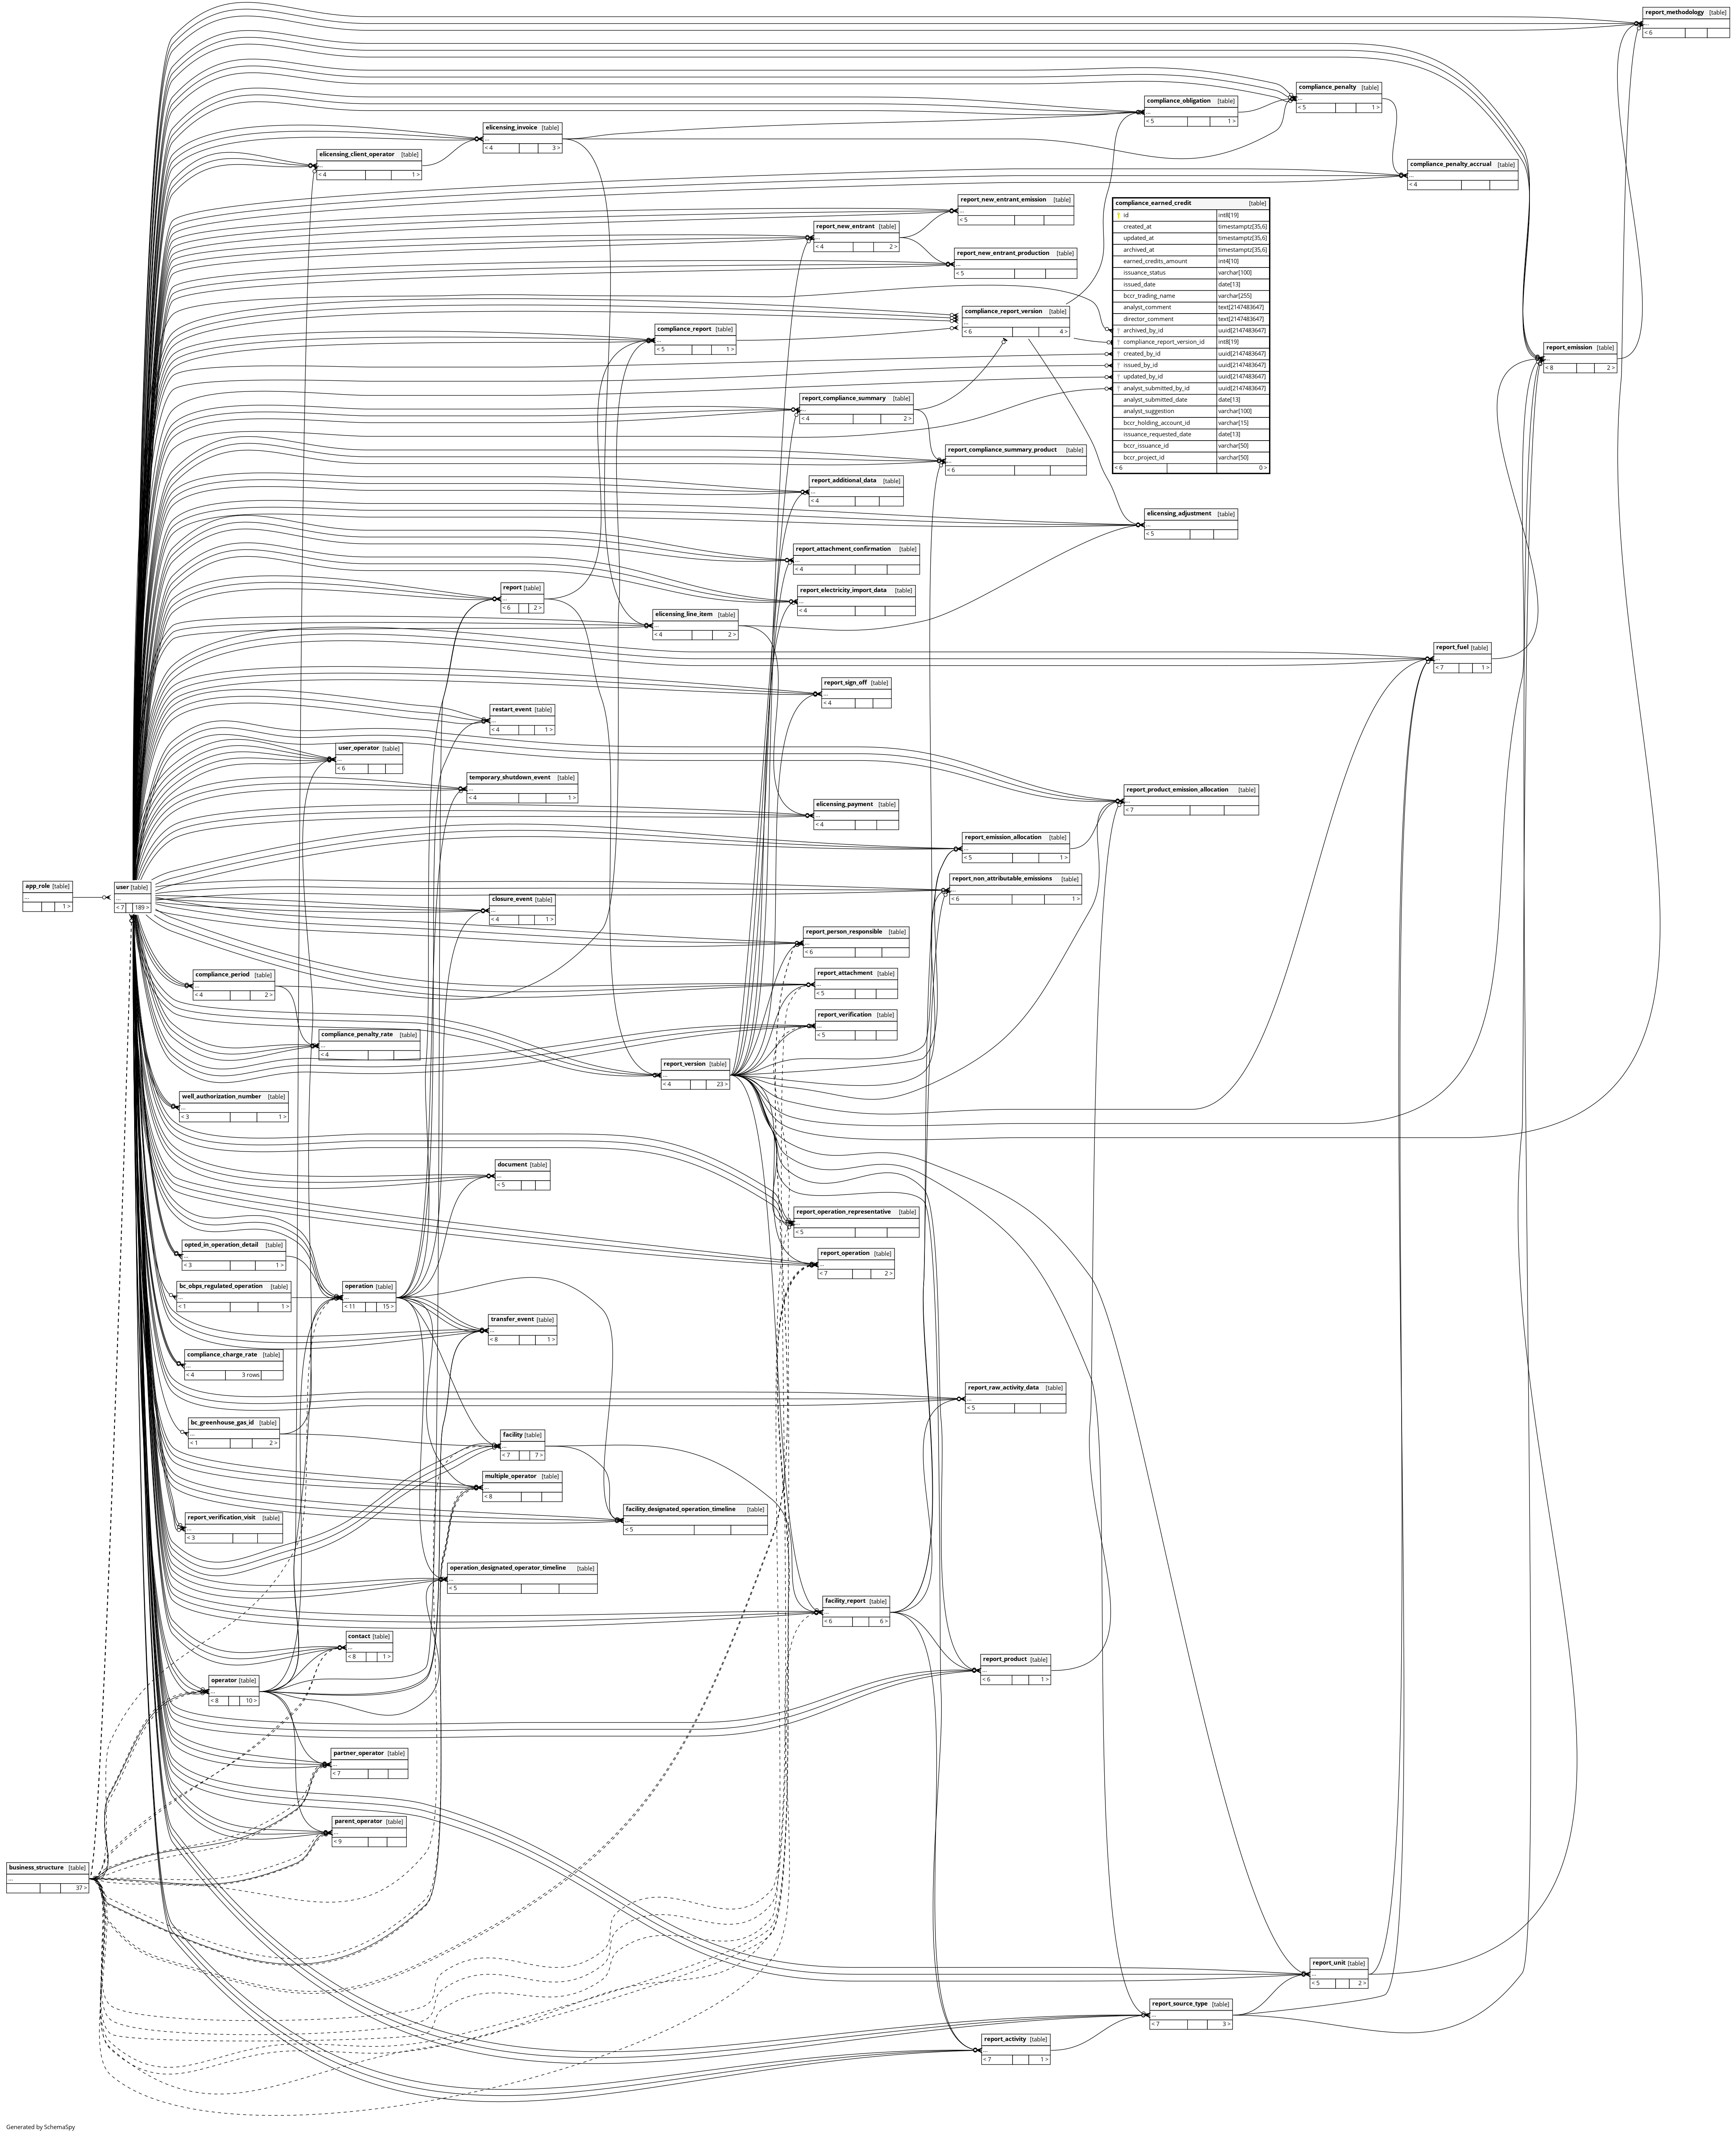 report_methodology [table]
...
< 6
compliance_penalty [table]
...
< 5 1 >
compliance_obligation [table]
...
< 5 1 >
elicensing_invoice [table]
...
< 4 3 >
elicensing_client_operator [table]
...
< 4 1 >
compliance_penalty_accrual [table]
...
< 4
report_new_entrant_emission [table]
...
< 5
compliance_earned_credit [table]
id int8[19]
created_at timestamptz[35,6]
updated_at timestamptz[35,6]
archived_at timestamptz[35,6]
earned_credits_amount int4[10]
issuance_status varchar[100]
issued_date date[13]
bccr_trading_name varchar[255]
analyst_comment text[2147483647]
director_comment text[2147483647]
archived_by_id uuid[2147483647]
compliance_report_version_id int8[19]
created_by_id uuid[2147483647]
issued_by_id uuid[2147483647]
updated_by_id uuid[2147483647]
analyst_submitted_by_id uuid[2147483647]
analyst_submitted_date date[13]
analyst_suggestion varchar[100]
bccr_holding_account_id varchar[15]
issuance_requested_date date[13]
bccr_issuance_id varchar[50]
bccr_project_id varchar[50]
< 6 0 >
report_new_entrant [table]
...
< 4 2 >
report_new_entrant_production [table]
...
< 5
compliance_report_version [table]
...
< 6 4 >
compliance_report [table]
...
< 5 1 >
report_emission [table]
...
< 8 2 >
report_compliance_summary [table]
...
< 4 2 >
report_compliance_summary_product [table]
...
< 6
report_additional_data [table]
...
< 4
elicensing_adjustment [table]
...
< 5
report_attachment_confirmation [table]
...
< 4
report [table]
...
< 6 2 >
report_electricity_import_data [table]
...
< 4
elicensing_line_item [table]
...
< 4 2 >
report_fuel [table]
...
< 7 1 >
report_sign_off [table]
...
< 4
restart_event [table]
...
< 4 1 >
user_operator [table]
...
< 6
temporary_shutdown_event [table]
...
< 4 1 >
report_product_emission_allocation [table]
...
< 7
elicensing_payment [table]
...
< 4
report_emission_allocation [table]
...
< 5 1 >
app_role [table]
...
1 >
user [table]
...
< 7 189 >
report_non_attributable_emissions [table]
...
< 6 1 >
closure_event [table]
...
< 4 1 >
report_person_responsible [table]
...
< 6
compliance_period [table]
...
< 4 2 >
report_attachment [table]
...
< 5
report_verification [table]
...
< 5
compliance_penalty_rate [table]
...
< 4
report_version [table]
...
< 4 23 >
well_authorization_number [table]
...
< 3 1 >
document [table]
...
< 5
report_operation_representative [table]
...
< 5
opted_in_operation_detail [table]
...
< 3 1 >
report_operation [table]
...
< 7 2 >
bc_obps_regulated_operation [table]
...
< 1 1 >
operation [table]
...
< 11 15 >
transfer_event [table]
...
< 8 1 >
compliance_charge_rate [table]
...
< 4 3 rows
report_raw_activity_data [table]
...
< 5
bc_greenhouse_gas_id [table]
...
< 1 2 >
facility [table]
...
< 7 7 >
multiple_operator [table]
...
< 8
facility_designated_operation_timeline [table]
...
< 5
report_verification_visit [table]
...
< 3
operation_designated_operator_timeline [table]
...
< 5
facility_report [table]
...
< 6 6 >
contact [table]
...
< 8 1 >
report_product [table]
...
< 6 1 >
operator [table]
...
< 8 10 >
partner_operator [table]
...
< 7
parent_operator [table]
...
< 9
business_structure [table]
...
37 >
report_unit [table]
...
< 5 2 >
report_source_type [table]
...
< 7 3 >
report_activity [table]
...
< 7 1 >
Generated by SchemaSpy